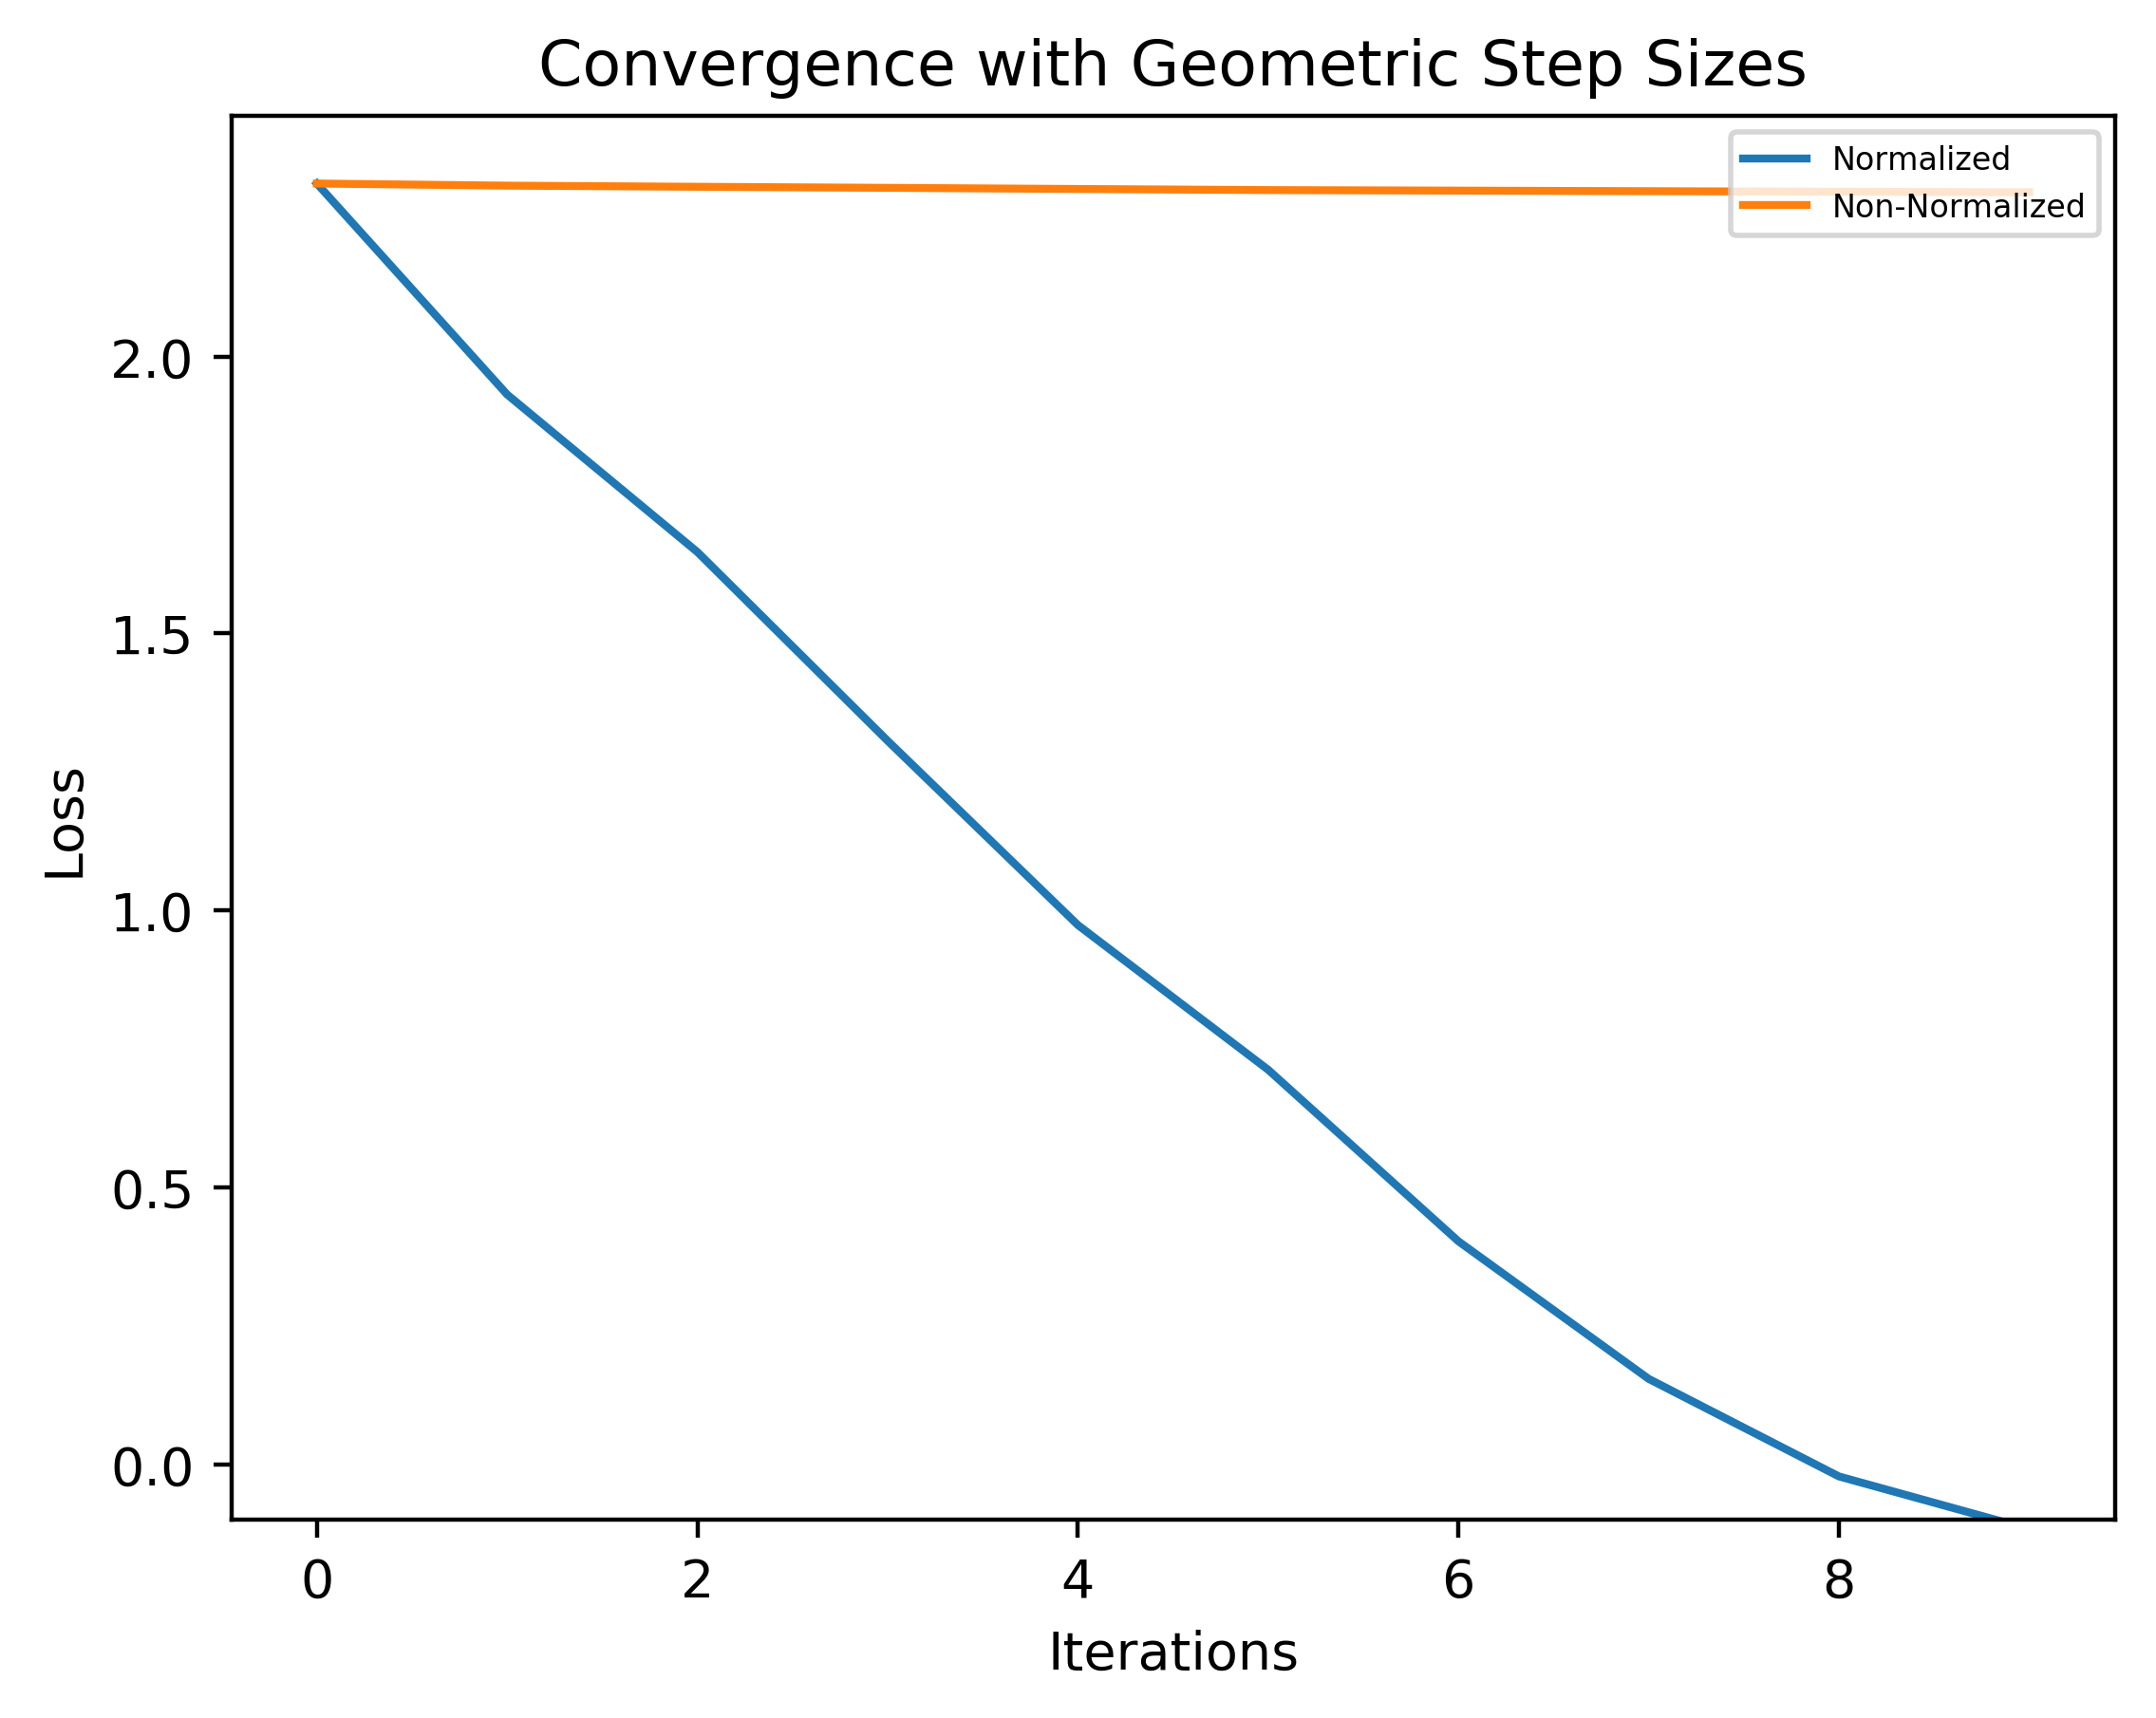 Convergence with Geometric Step Sizes
Normalized
Non-Normalized
2.0
1.5
1.0
0.5
0.0
Loss
0
2
4
6
8
Iterations